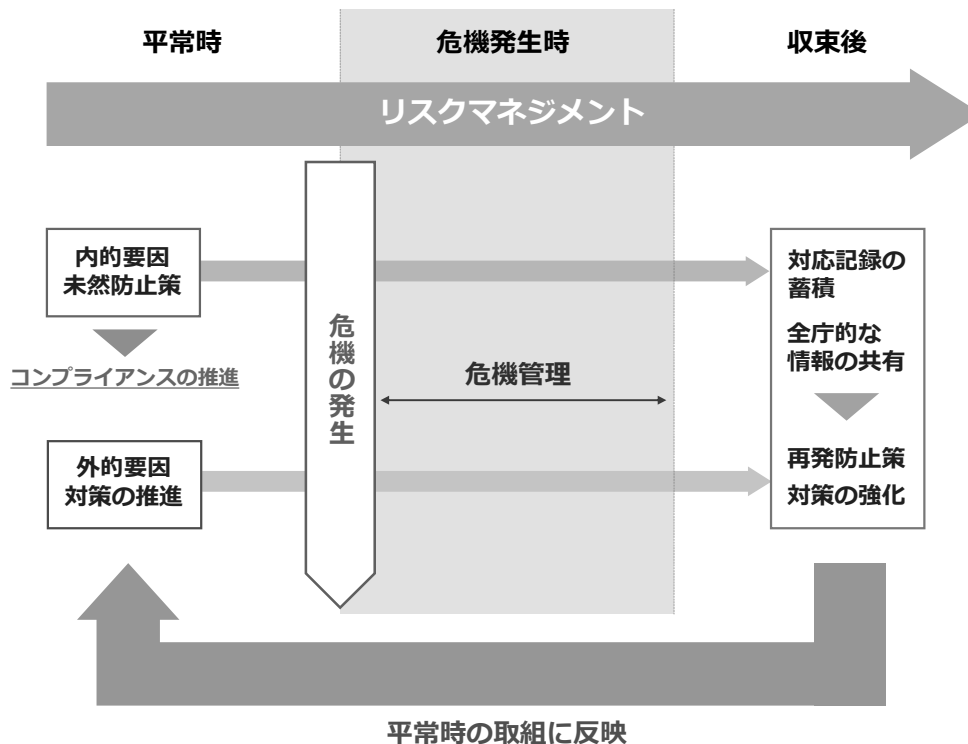 平常時
危機発生時
収束後
リスクマネジメント
内的要因
未然防止策
コンプライアンスの推進
外的要因
対策の推進
危機の発生
危機管理
対応記録の
蓄積
全庁的な
情報の共有
再発防止策
対策の強化
平常時の取組に反映